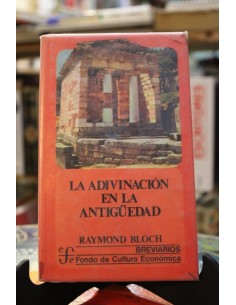 LA ADIVINACIÓN
EN LA
ANTIGÜEDAD
RAYMOND BLOCH
BREVIARIOS
Fondo de Cultura Económica